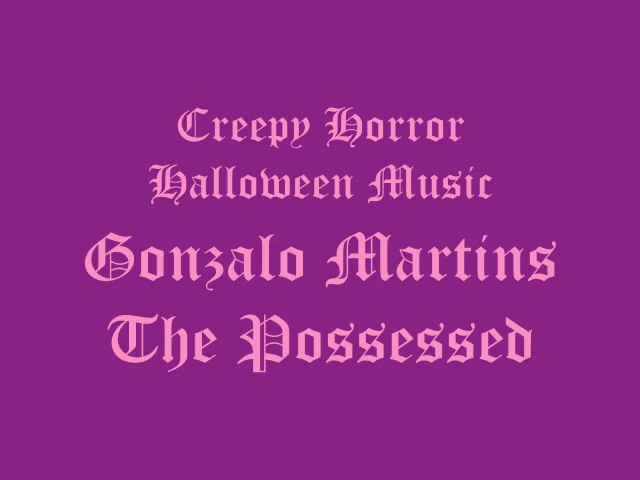 Creepy Horror
Halloween Music
Gonzalo Martins
The Possessed